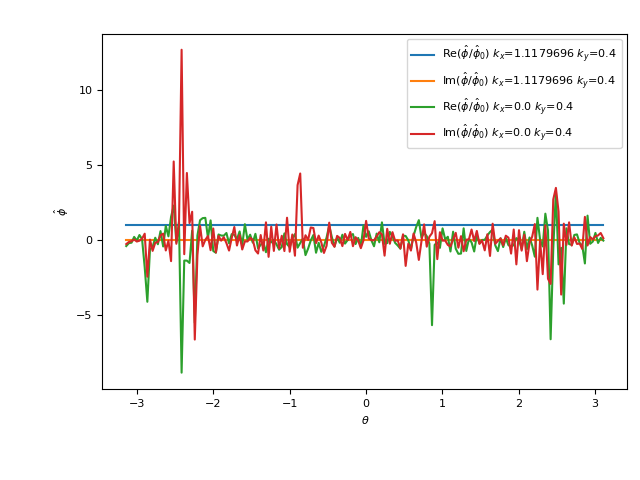 Re(φ̂/φ̂₀) kₓ=1.1179696 k_y=0.4
Im(φ̂/φ̂₀) kₓ=1.1179696 k_y=0.4
Re(φ̂/φ̂₀) kₓ=0.0 k_y=0.4
Im(φ̂/φ̂₀) kₓ=0.0 k_y=0.4
10
5
0
−5
φ̂
−3 −2 −1 0 1 2 3
θ